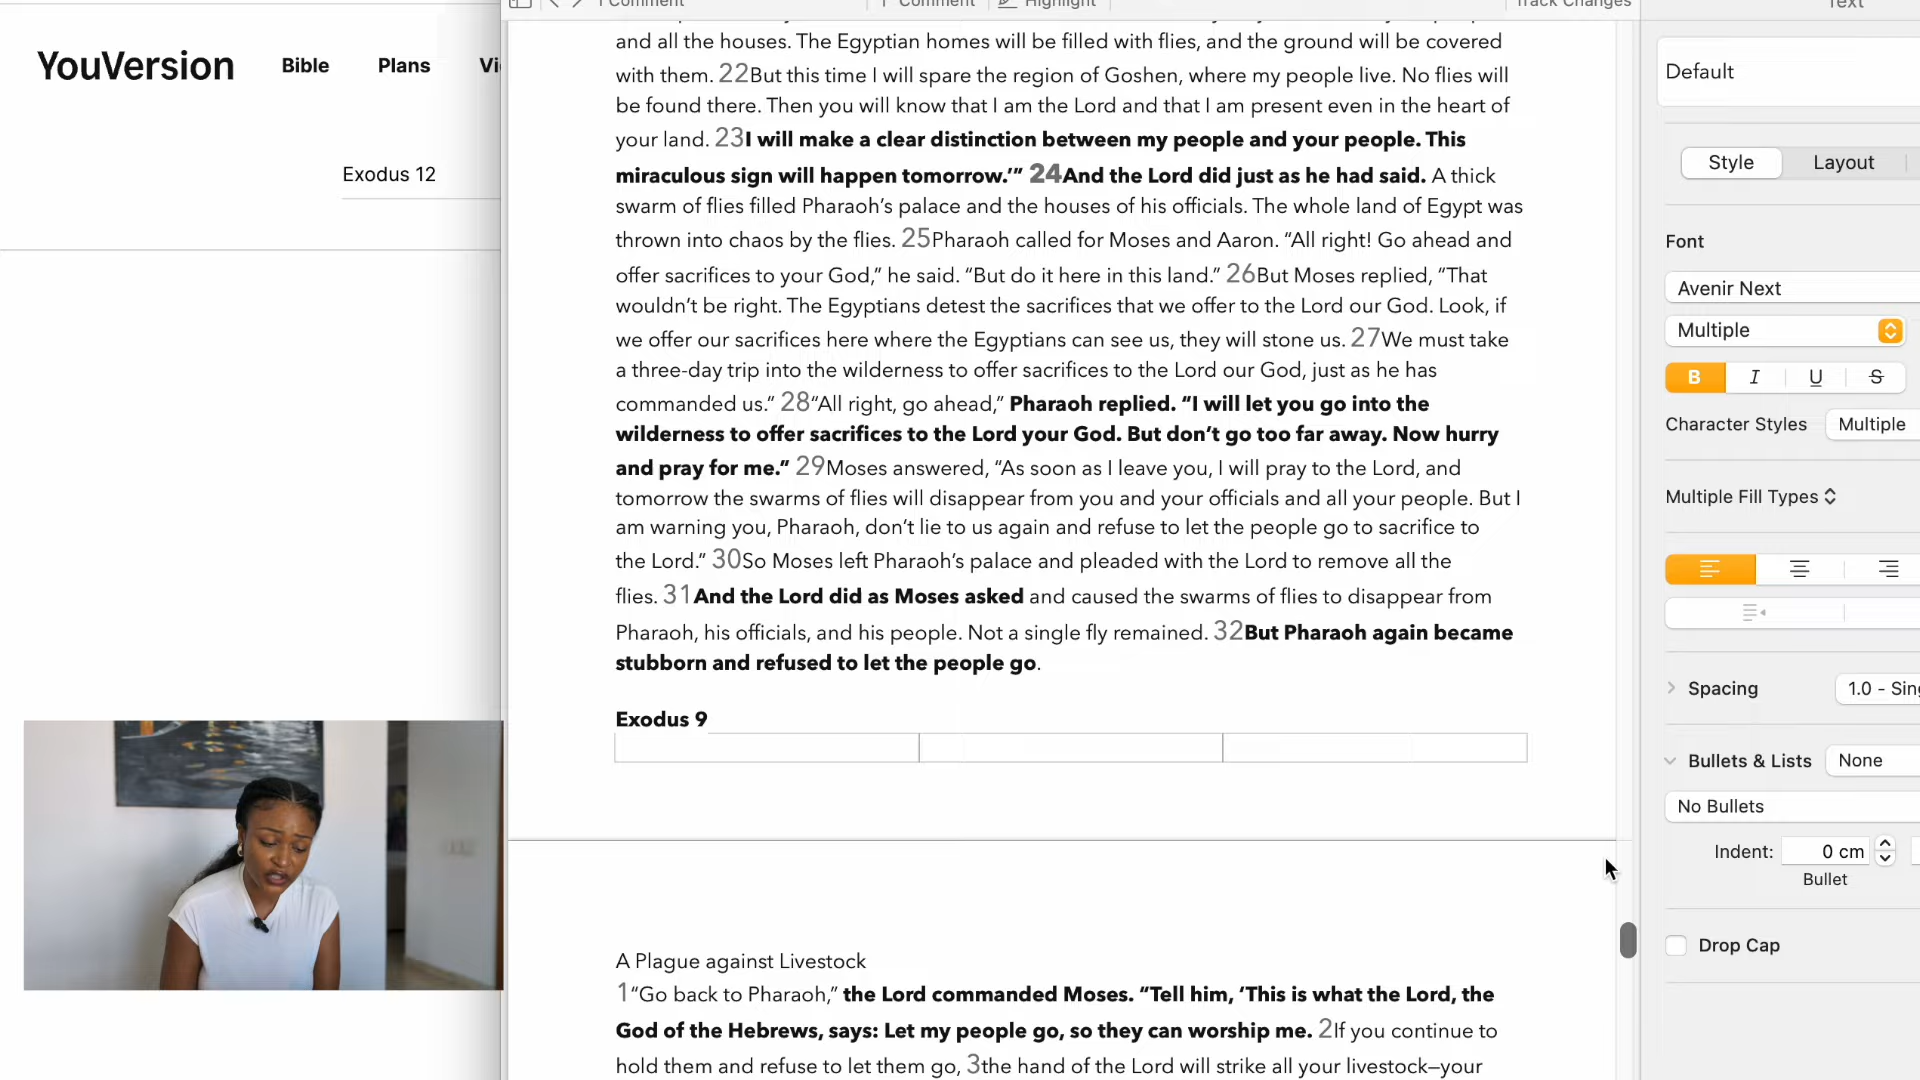 YouVersion Bible Plans
Exodus 12
1 Comment Comment Highlight Track Changes Text
and all the houses. The Egyptian homes will be filled with flies, and the ground will be covered
with them. 22But this time I will spare the region of Goshen, where my people live. No flies will
be found there. Then you will know that I am the Lord and that I am present even in the heart of
your land. 23I will make a clear distinction between my people and your people. This
miraculous sign will happen tomorrow.’” 24And the Lord did just as he had said. A thick
swarm of flies filled Pharaoh’s palace and the houses of his officials. The whole land of Egypt was
thrown into chaos by the flies. 25Pharaoh called for Moses and Aaron. “All right! Go ahead and
offer sacrifices to your God,” he said. “But do it here in this land.” 26But Moses replied, “That
wouldn’t be right. The Egyptians detest the sacrifices that we offer to the Lord our God. Look, if
we offer our sacrifices here where the Egyptians can see us, they will stone us. 27We must take
a three-day trip into the wilderness to offer sacrifices to the Lord our God, just as he has
commanded us.” 28“All right, go ahead,” Pharaoh replied. “I will let you go into the
wilderness to offer sacrifices to the Lord your God. But don’t go too far away. Now hurry
and pray for me.” 29Moses answered, “As soon as I leave you, I will pray to the Lord, and
tomorrow the swarms of flies will disappear from you and your officials and all your people. But I
am warning you, Pharaoh, don’t lie to us again and refuse to let the people go to sacrifice to
the Lord.” 30So Moses left Pharaoh’s palace and pleaded with the Lord to remove all the
flies. 31And the Lord did as Moses asked and caused the swarms of flies to disappear from
Pharaoh, his officials, and his people. Not a single fly remained. 32But Pharaoh again became
stubborn and refused to let the people go.
Exodus 9
A Plague against Livestock
1“Go back to Pharaoh,” the Lord commanded Moses. “Tell him, ‘This is what the Lord, the
God of the Hebrews, says: Let my people go, so they can worship me. 2If you continue to
hold them and refuse to let them go, 3the hand of the Lord will strike all your livestock—your
Default
Style Layout
Font
Avenir Next
Multiple
B I U S
Character Styles Multiple
Multiple Fill Types
Spacing 1.0 - Sing
Bullets & Lists None
No Bullets
Indent: 0 cm
Bullet
Drop Cap